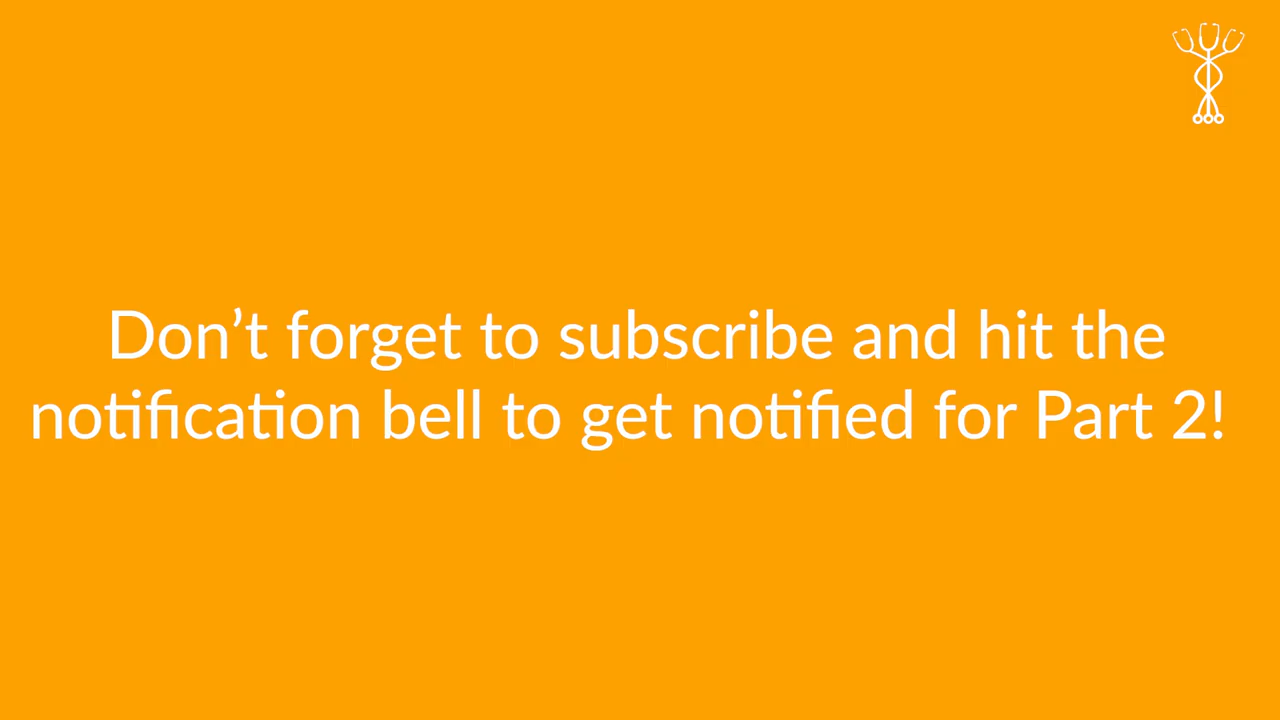 Don’t forget to subscribe and hit the
notification bell to get notified for Part 2!